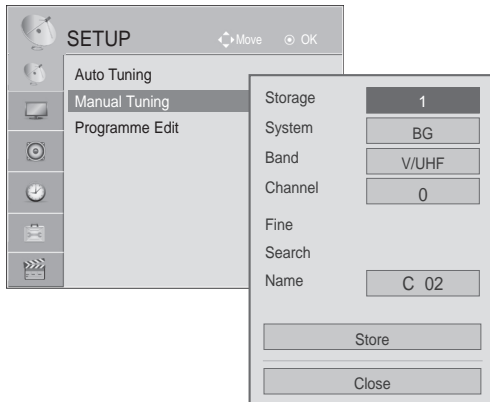 SETUP
Move OK
Auto Tuning
Manual Tuning
Programme Edit
Storage 1
System BG
Band V/UHF
Channel 0
Fine
Search
Name C 02
Store
Close